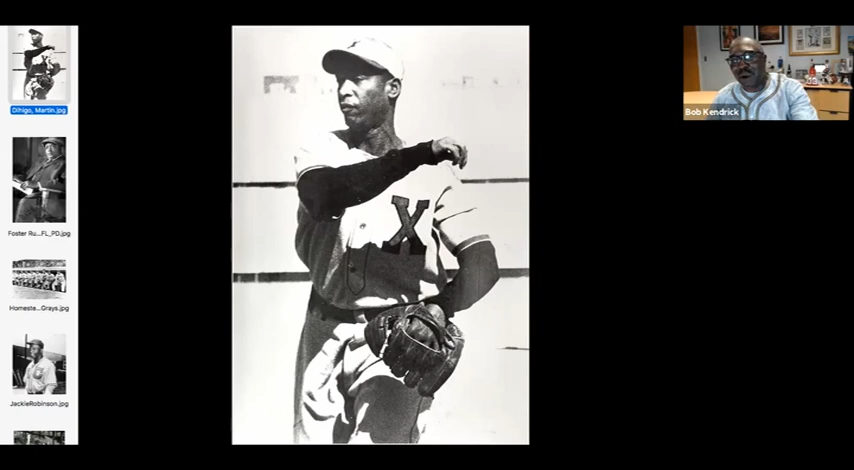 Dihigo, Martin.jpg
Foster Ru...FL_PD.jpg
Homeste...Grays.jpg
JackieRobinson.jpg
X
Bob Kendrick